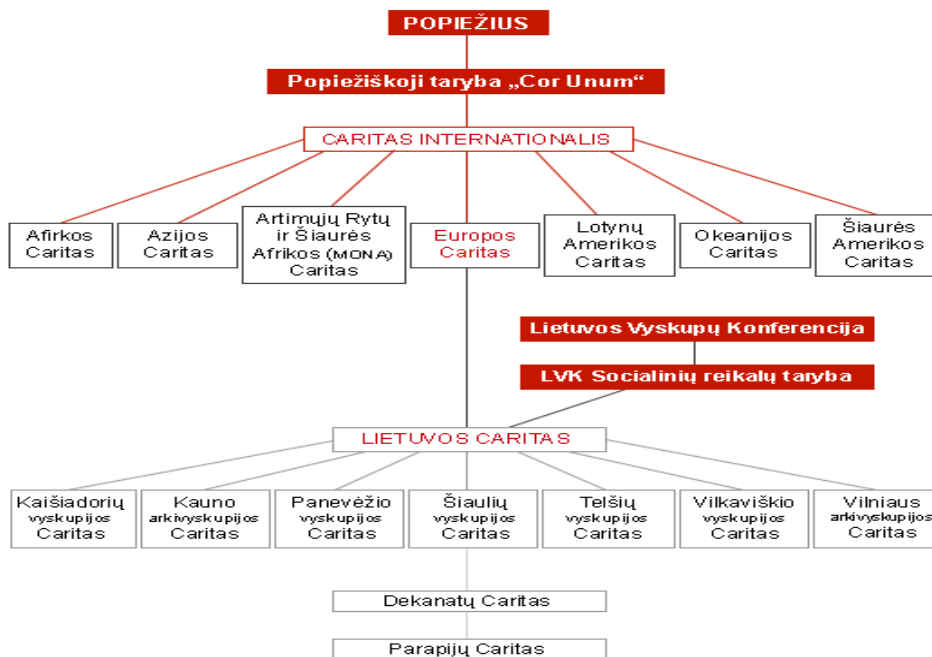 POPIEŽIUS
Popiežiškoji taryba „Cor Unum“
CARITAS INTERNATIONALIS
Afirkos
Caritas
Azijos
Caritas
Artimųjų Rytų
ir Šiaurės
Afrikos (MONA)
Caritas
Europos
Caritas
Lotynų
Amerikos
Caritas
Okeanijos
Caritas
Šiaurės
Amerikos
Caritas
Lietuvos Vyskupų Konferencija
LVK Socialinių reikalų taryba
LIETUVOS CARITAS
Kaišiadorių
vyskupijos
Caritas
Kauno
arkivyskupijos
Caritas
Panevėžio
vyskupijos
Caritas
Šiaulių
vyskupijos
Caritas
Telšių
vyskupijos
Caritas
Vilkaviškio
vyskupijos
Caritas
Vilniaus
arkivyskupijos
Caritas
Dekanatų Caritas
Parapijų Caritas